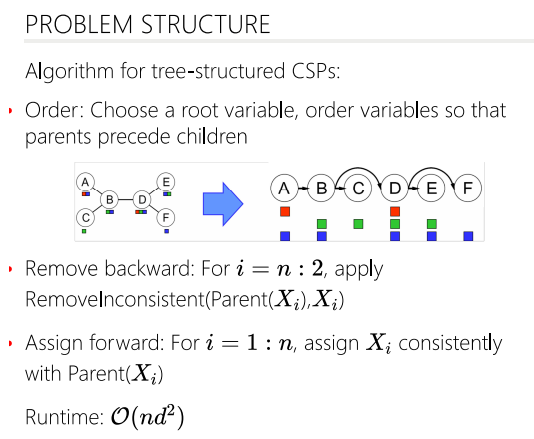 PROBLEM STRUCTURE
Algorithm for tree-structured CSPs:
• Order: Choose a root variable, order variables so that
parents precede children
A
E
B
D
C
F
A B C D E F
• Remove backward: For i = n : 2, apply
RemoveInconsistent(Parent(Xᵢ),Xᵢ)
• Assign forward: For i = 1 : n, assign Xᵢ consistently
with Parent(Xᵢ)
Runtime: 𝒪(nd²)